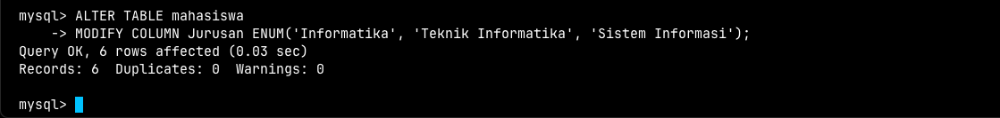 mysql> ALTER TABLE mahasiswa
    -> MODIFY COLUMN Jurusan ENUM('Informatika', 'Teknik Informatika', 'Sistem Informasi');
Query OK, 6 rows affected (0.03 sec)
Records: 6  Duplicates: 0  Warnings: 0
mysql>